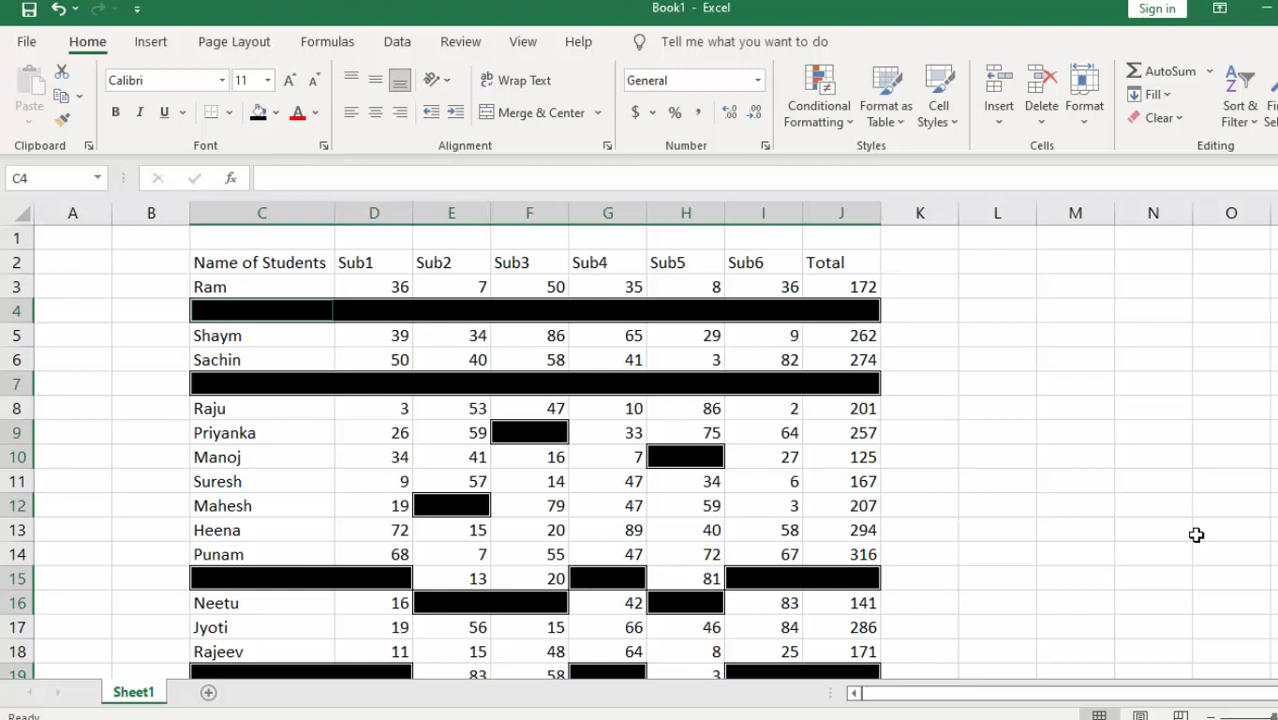 Book1 - Excel
Sign in
File Home Insert Page Layout Formulas Data Review View Help Tell me what you want to do
Calibri 11 Wrap Text General AutoSum
Paste Fill
B I U Merge & Center $ % Conditional Formatting Format as Table Cell Styles Insert Delete Format Clear Sort & Filter
Clipboard Font Alignment Number Styles Cells Editing
C4 fx
A B C D E F G H I J K L M N O
1
2 Name of Students Sub1 Sub2 Sub3 Sub4 Sub5 Sub6 Total
3 Ram 36 7 50 35 8 36 172
4
5 Shaym 39 34 86 65 29 9 262
6 Sachin 50 40 58 41 3 82 274
7
8 Raju 3 53 47 10 86 2 201
9 Priyanka 26 59 33 75 64 257
10 Manoj 34 41 16 7 27 125
11 Suresh 9 57 14 47 34 6 167
12 Mahesh 19 79 47 59 3 207
13 Heena 72 15 20 89 40 58 294
14 Punam 68 7 55 47 72 67 316
15 13 20 81
16 Neetu 16 42 83 141
17 Jyoti 19 56 15 66 46 84 286
18 Rajeev 11 15 48 64 8 25 171
19 83 58 3
Sheet1
Ready